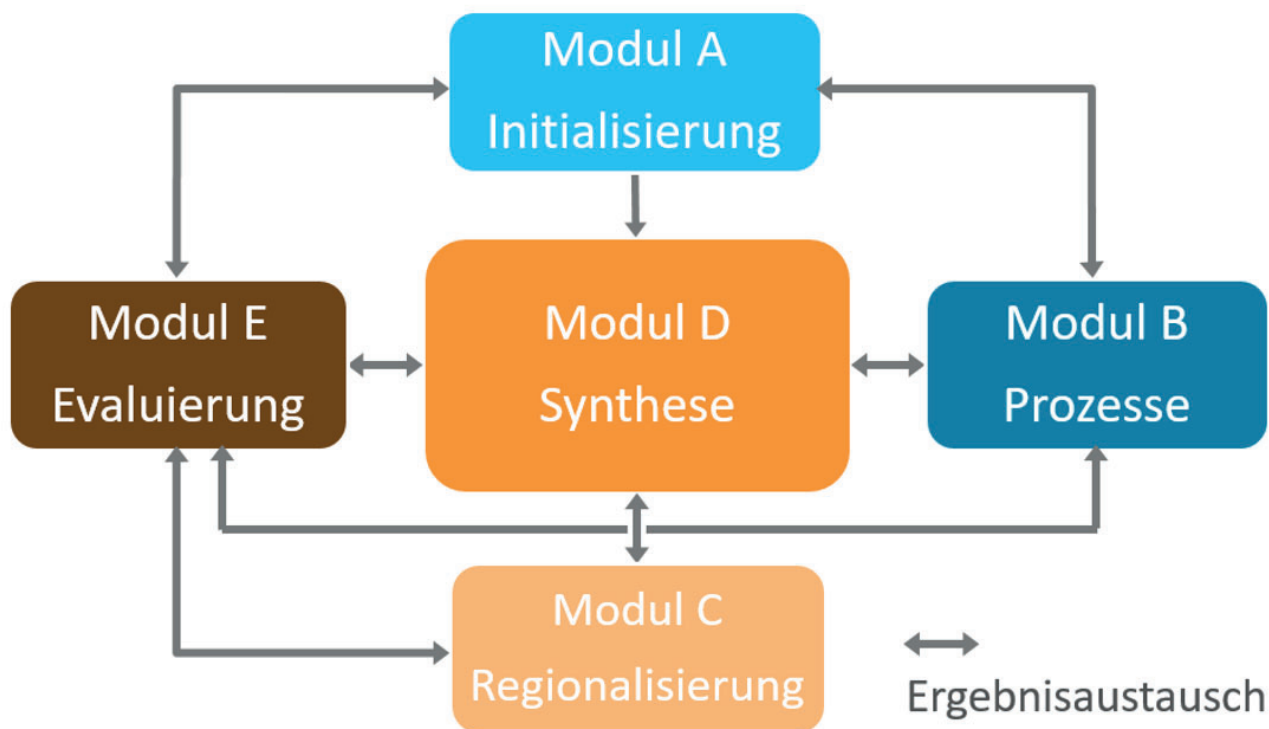 Modul A
Initialisierung
Modul E
Evaluierung
Modul D
Synthese
Modul B
Prozesse
Modul C
Regionalisierung
Ergebnisaustausch